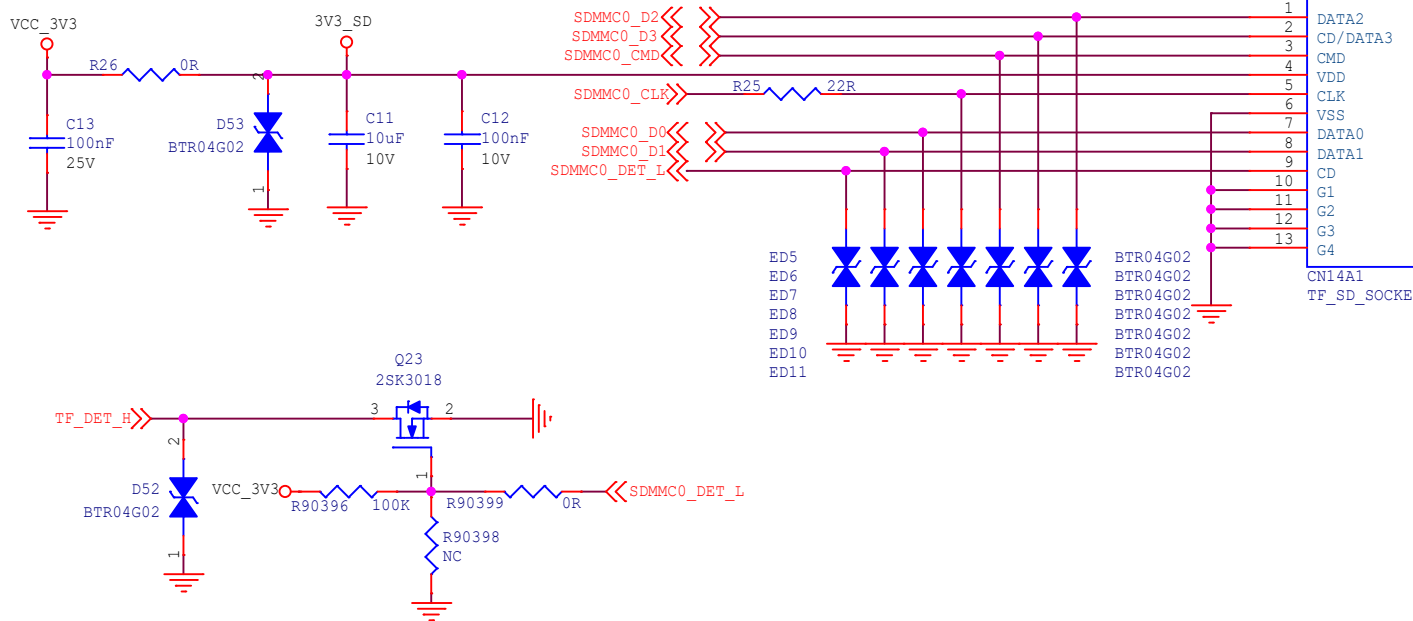 VCC_3V3
3V3_SD
R26 0R
C13
100nF
25V
2
D53
BTR04G02
1
C11
10uF
10V
C12
100nF
10V
SDMMC0_D2
SDMMC0_D3
SDMMC0_CMD
SDMMC0_CLK
R25 22R
SDMMC0_D0
SDMMC0_D1
SDMMC0_DET_L
1 DATA2
2 CD/DATA3
3 CMD
4 VDD
5 CLK
6 VSS
7 DATA0
8 DATA1
9 CD
10 G1
11 G2
12 G3
13 G4
CN14A1
TF_SD_SOCKE
ED5 BTR04G02
ED6 BTR04G02
ED7 BTR04G02
ED8 BTR04G02
ED9 BTR04G02
ED10 BTR04G02
ED11 BTR04G02
Q23
2SK3018
TF_DET_H
3 2
1
2
D52
BTR04G02
1
VCC_3V3
R90396 100K
R90399 0R
SDMMC0_DET_L
R90398
NC